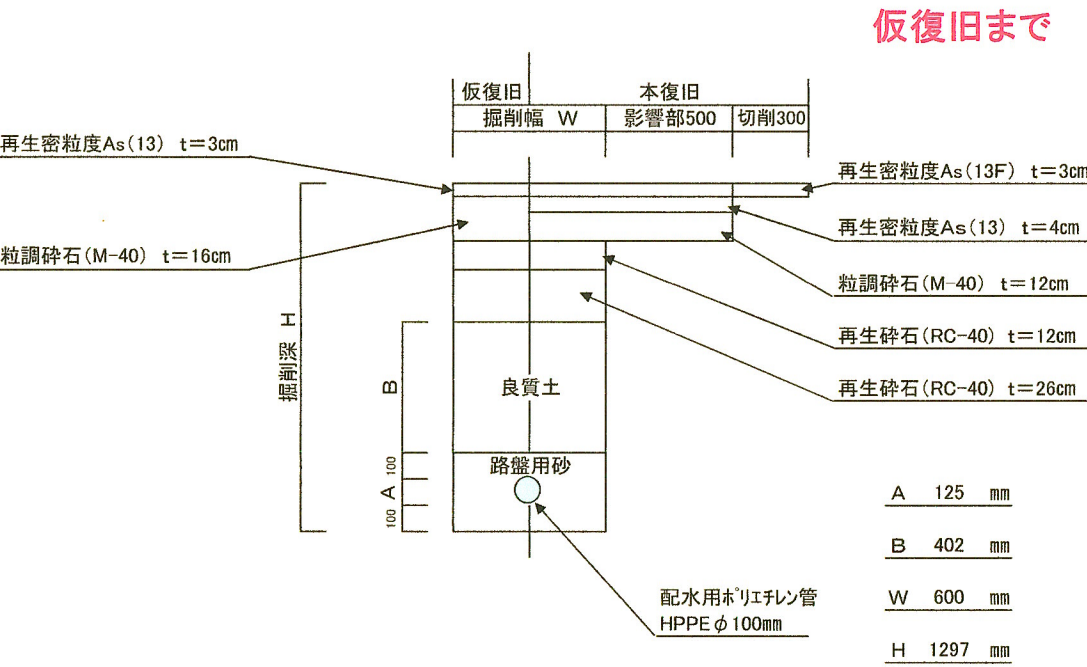 仮復旧まで
仮復旧 本復旧
掘削幅 W 影響部500 切削300
再生密粒度As(13) t=3cm
再生密粒度As(13F) t=3cm
再生密粒度As(13) t=4cm
粒調砕石(M-40) t=16cm
粒調砕石(M-40) t=12cm
掘削深 H
再生砕石(RC-40) t=12cm
再生砕石(RC-40) t=26cm
B
良質土
100
A
100
路盤用砂
A 125 mm
B 402 mm
W 600 mm
H 1297 mm
配水用ポリエチレン管
HPPEφ100mm